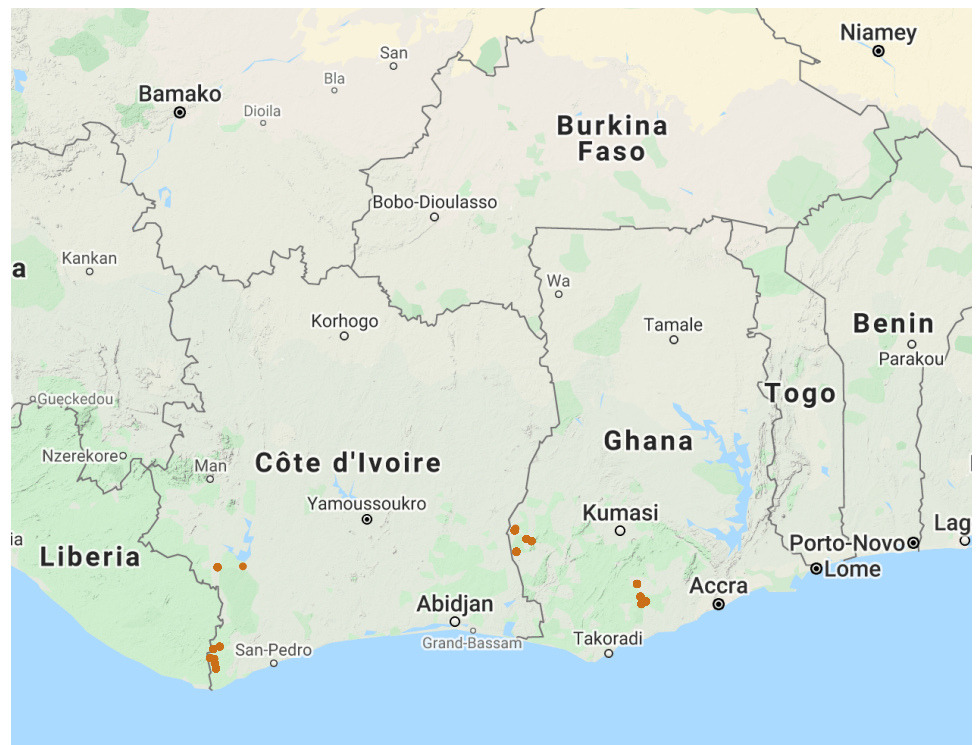 Niamey
San
Bla
Bamako
Dioila
Burkina
Faso
Bobo-Dioulasso
Kankan
a
Wa
Korhogo
Tamale
Benin
Parakou
Togo
Gueckedou
Nzerekore
Man
Côte d'Ivoire
Ghana
Yamoussoukro
Kumasi
Lag
ia
Liberia
Porto-Novo
Lome
Accra
Abidjan
Grand-Bassam
San-Pedro
Takoradi